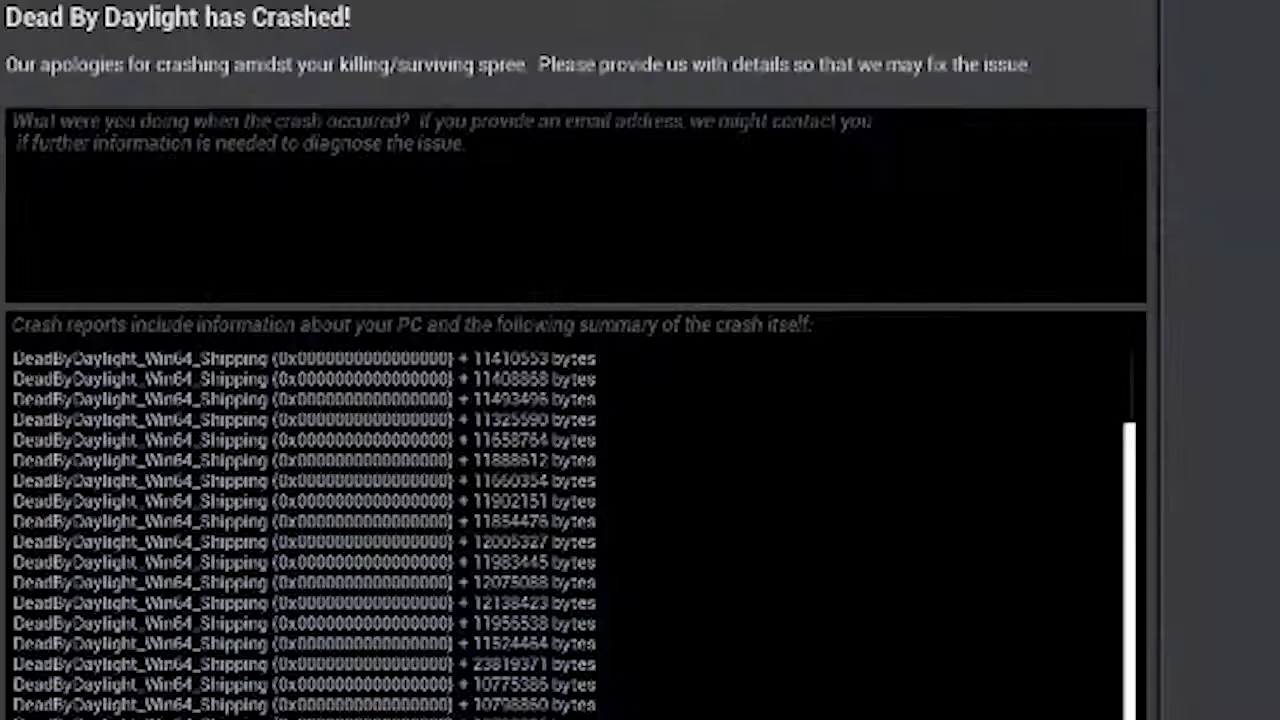 Dead By Daylight has Crashed!
Our apologies for crashing amidst your killing/surviving spree. Please provide us with details so that we may fix the issue.
What were you doing when the crash occurred? If you provide an email address, we might contact you
if further information is needed to diagnose the issue.
Crash reports include information about your PC and the following summary of the crash itself:
DeadByDaylight_Win64_Shipping {0x0000000000000000} + 11410553 bytes
DeadByDaylight_Win64_Shipping {0x0000000000000000} + 11408868 bytes
DeadByDaylight_Win64_Shipping {0x0000000000000000} + 11493496 bytes
DeadByDaylight_Win64_Shipping {0x0000000000000000} + 11325590 bytes
DeadByDaylight_Win64_Shipping {0x0000000000000000} + 11658764 bytes
DeadByDaylight_Win64_Shipping {0x0000000000000000} + 11888612 bytes
DeadByDaylight_Win64_Shipping {0x0000000000000000} + 11660354 bytes
DeadByDaylight_Win64_Shipping {0x0000000000000000} + 11902151 bytes
DeadByDaylight_Win64_Shipping {0x0000000000000000} + 11854476 bytes
DeadByDaylight_Win64_Shipping {0x0000000000000000} + 12005327 bytes
DeadByDaylight_Win64_Shipping {0x0000000000000000} + 11983445 bytes
DeadByDaylight_Win64_Shipping {0x0000000000000000} + 12075088 bytes
DeadByDaylight_Win64_Shipping {0x0000000000000000} + 12138423 bytes
DeadByDaylight_Win64_Shipping {0x0000000000000000} + 11956538 bytes
DeadByDaylight_Win64_Shipping {0x0000000000000000} + 11524464 bytes
DeadByDaylight_Win64_Shipping {0x0000000000000000} + 23819371 bytes
DeadByDaylight_Win64_Shipping {0x0000000000000000} + 10775386 bytes
DeadByDaylight_Win64_Shipping {0x0000000000000000} + 10798860 bytes